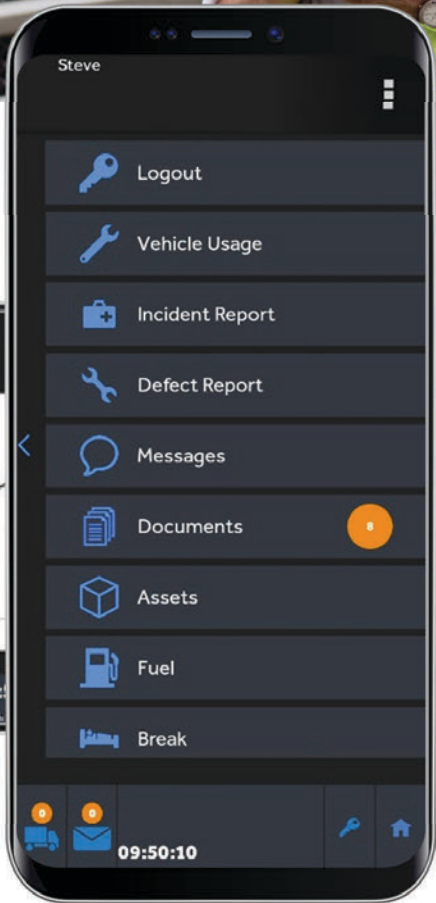 Steve
Logout
Vehicle Usage
Incident Report
Defect Report
Messages
Documents
8
Assets
Fuel
Break
0
0
09:50:10